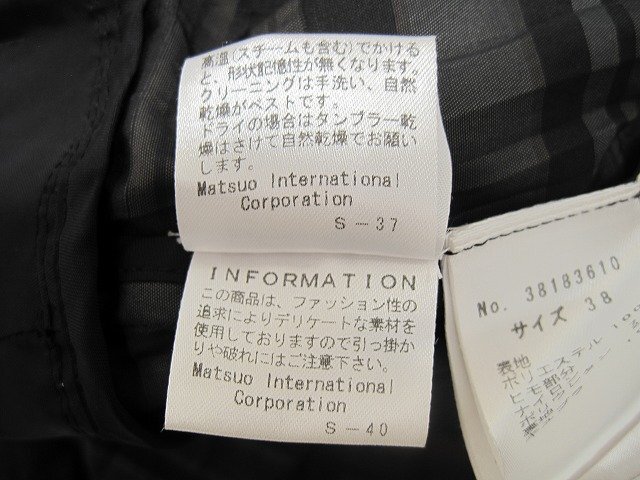 高温(スチームも含む)でかける
と、形状記憶性が無くなります。
クリーニングは手洗い、自然
乾燥がベストです。
ドライの場合はタンブラー乾
燥はさけて自然乾燥でお願い
します。
Matsuo International
Corporation
S-37
INFORMATION
この商品は、ファッション性の
追求によりデリケートな素材を
使用しておりますので引っ掛か
りや破れにはご注意下さい。
Matsuo International
Corporation
S-40
No. 38183610
サイズ 38
表地
ポリエステル
ヒモ部分